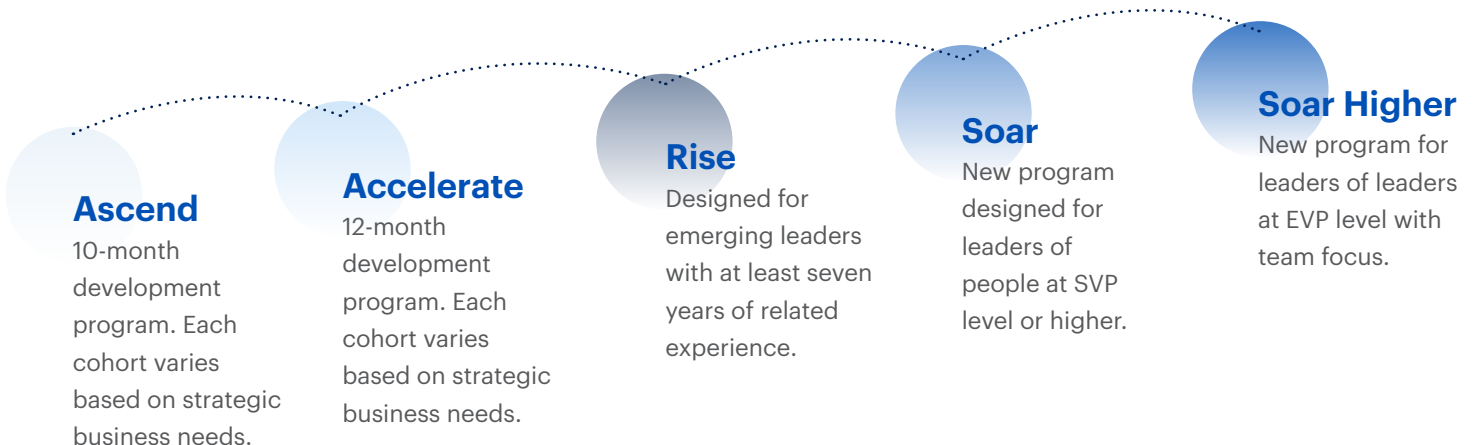 Ascend
10-month
development
program. Each
cohort varies
based on strategic
business needs.
Accelerate
12-month
development
program. Each
cohort varies
based on strategic
business needs.
Rise
Designed for
emerging leaders
with at least seven
years of related
experience.
Soar
New program
designed for
leaders of
people at SVP
level or higher.
Soar Higher
New program for
leaders of leaders
at EVP level with
team focus.